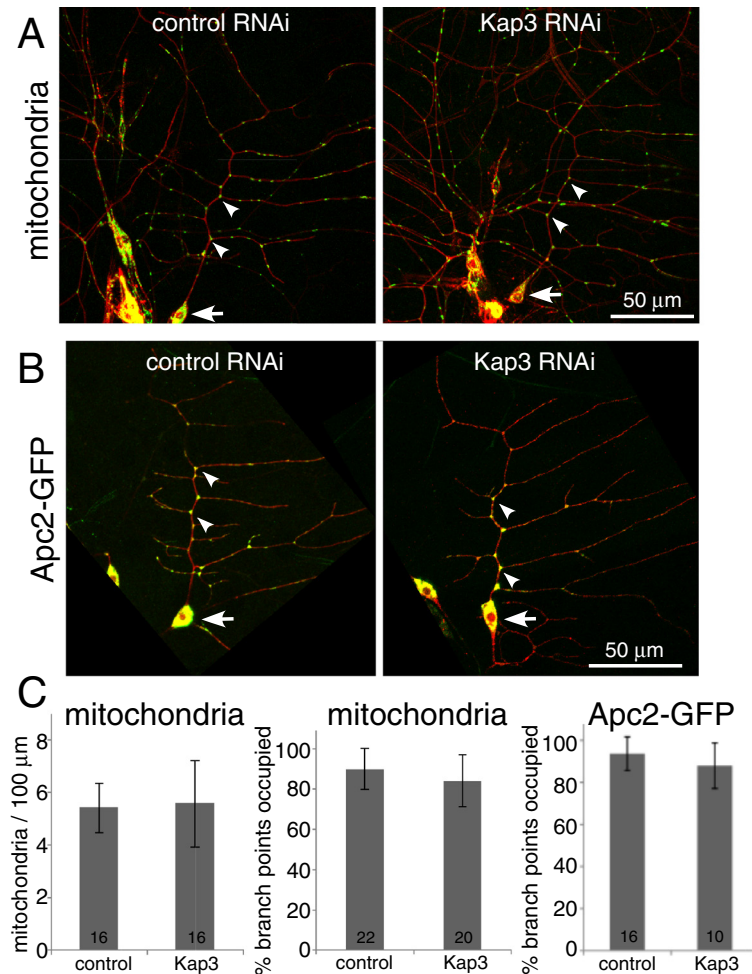 A
control RNAi
Kap3 RNAi
mitochondria
50 µm
B
control RNAi
Kap3 RNAi
Apc2-GFP
50 µm
C
mitochondria
mitochondria / 100 µm
8
6
4
2
0
16
16
control
Kap3
mitochondria
% branch points occupied
100
80
60
40
20
0
22
20
control
Kap3
Apc2-GFP
% branch points occupied
100
80
60
40
20
0
16
10
control
Kap3